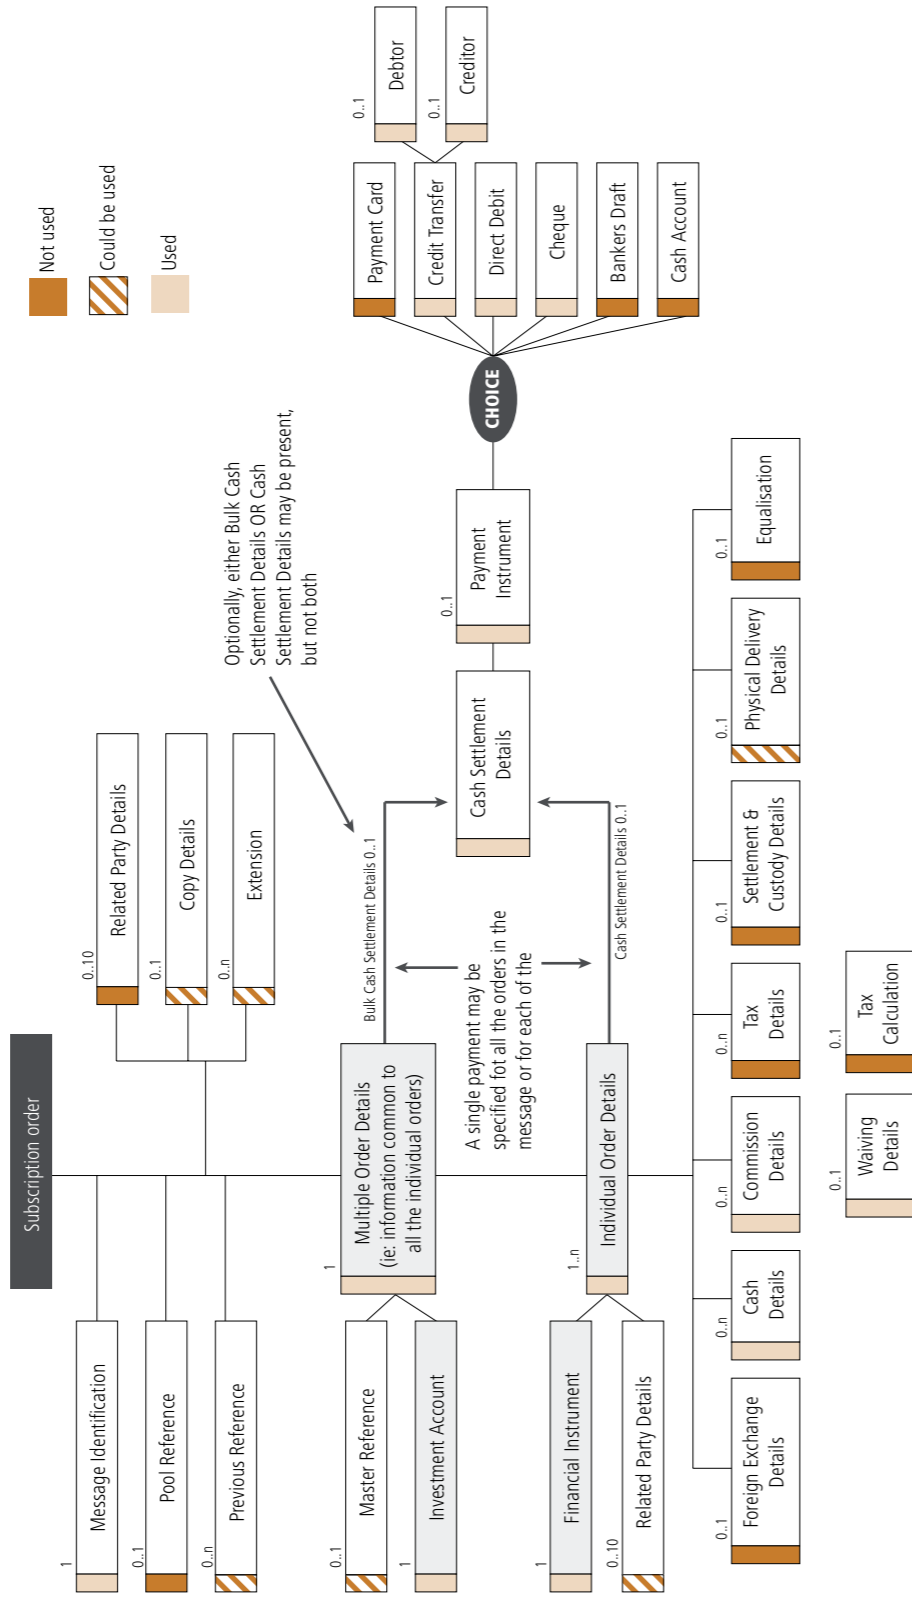 Subscription order
Not used
Could be used
Used
1
Message Identification
0..1
Pool Reference
0..n
Previous Reference
0..10
Related Party Details
0..1
Copy Details
0..n
Extension
Optionally, either Bulk Cash
Settlement Details OR Cash
Settlement Details may be present,
but not both
0..1
Master Reference
1
Investment Account
1
Multiple Order Details
(ie: information common to
all the individual orders)
Bulk Cash Settlement Details 0..1
A single payment may be
specified fot all the orders in the
message or for each of the
Cash Settlement Details 0..1
Cash Settlement
Details
0..1
Payment
Instrument
CHOICE
Payment Card
Credit Transfer
Direct Debit
Cheque
Bankers Draft
Cash Account
0..1
Debtor
0..1
Creditor
1
Financial Instrument
0..10
Related Party Details
1..n
Individual Order Details
0..1
Foreign Exchange
Details
0..n
Cash
Details
0..n
Commission
Details
0..n
Tax
Details
0..1
Settlement &
Custody Details
0..1
Physical Delivery
Details
0..1
Equalisation
0..1
Waiving
Details
0..1
Tax
Calculation